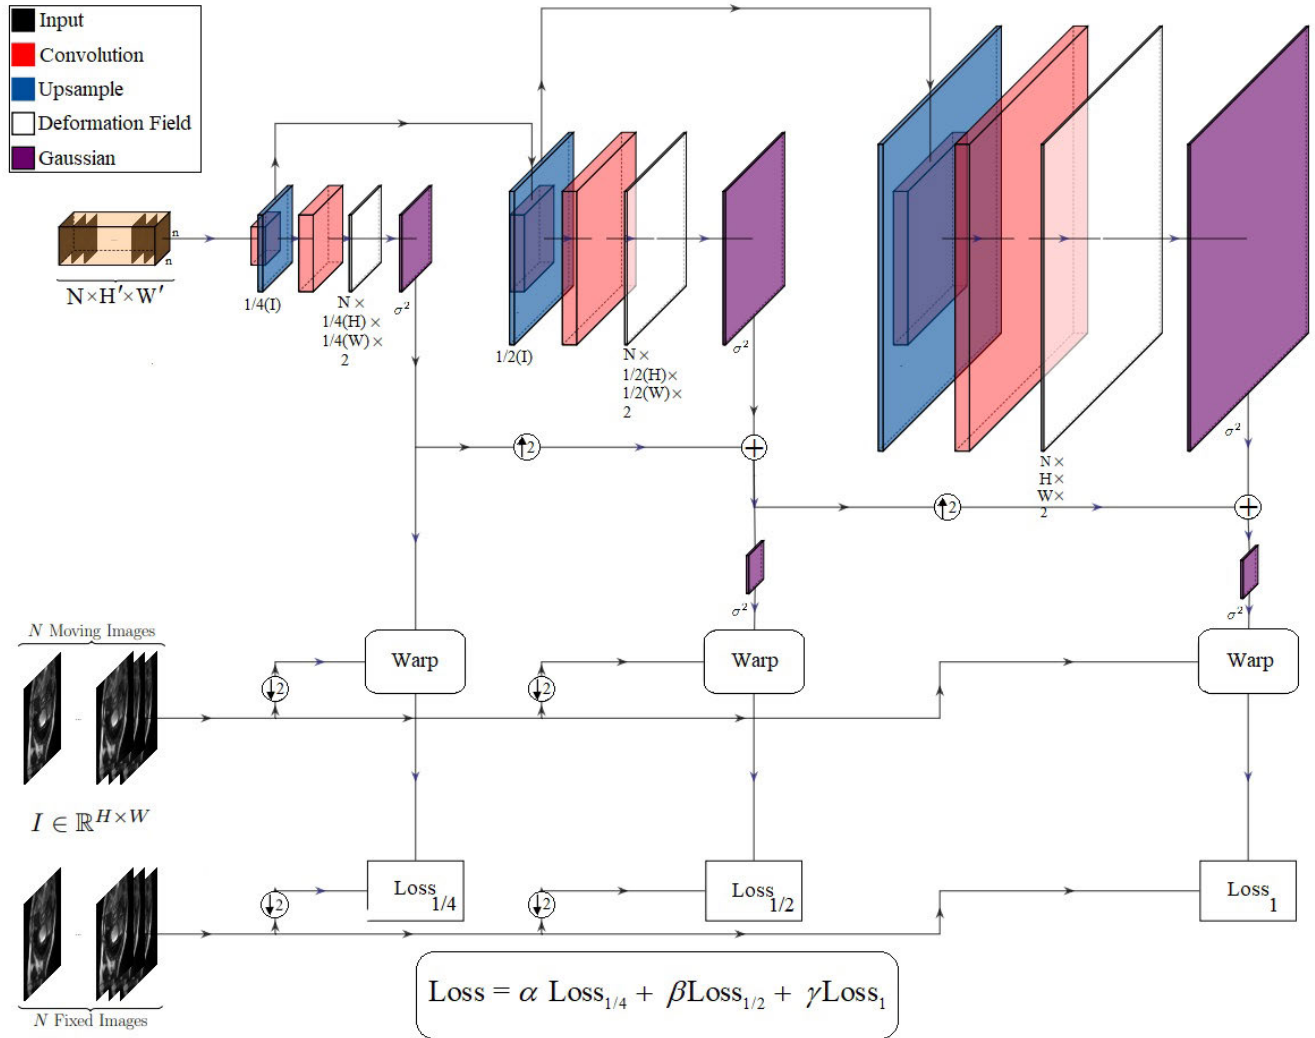 Input
Convolution
Upsample
Deformation Field
Gaussian
n
n
...
N×H′×W′
1/4(I)
N ×
1/4(H) ×
1/4(W) ×
2
σ²
1/2(I)
N ×
1/2(H)×
1/2(W)×
2
σ²
N ×
H×
W×
2
σ²
↑2
+
↑2
+
σ²
σ²
N Moving Images
Warp
Warp
Warp
↓2
↓2
...
I ∈ ℝ^{H×W}
Loss
1/4
Loss
1/2
Loss
1
↓2
↓2
...
N Fixed Images
Loss = α Loss_{1/4} + βLoss_{1/2} + γLoss_1